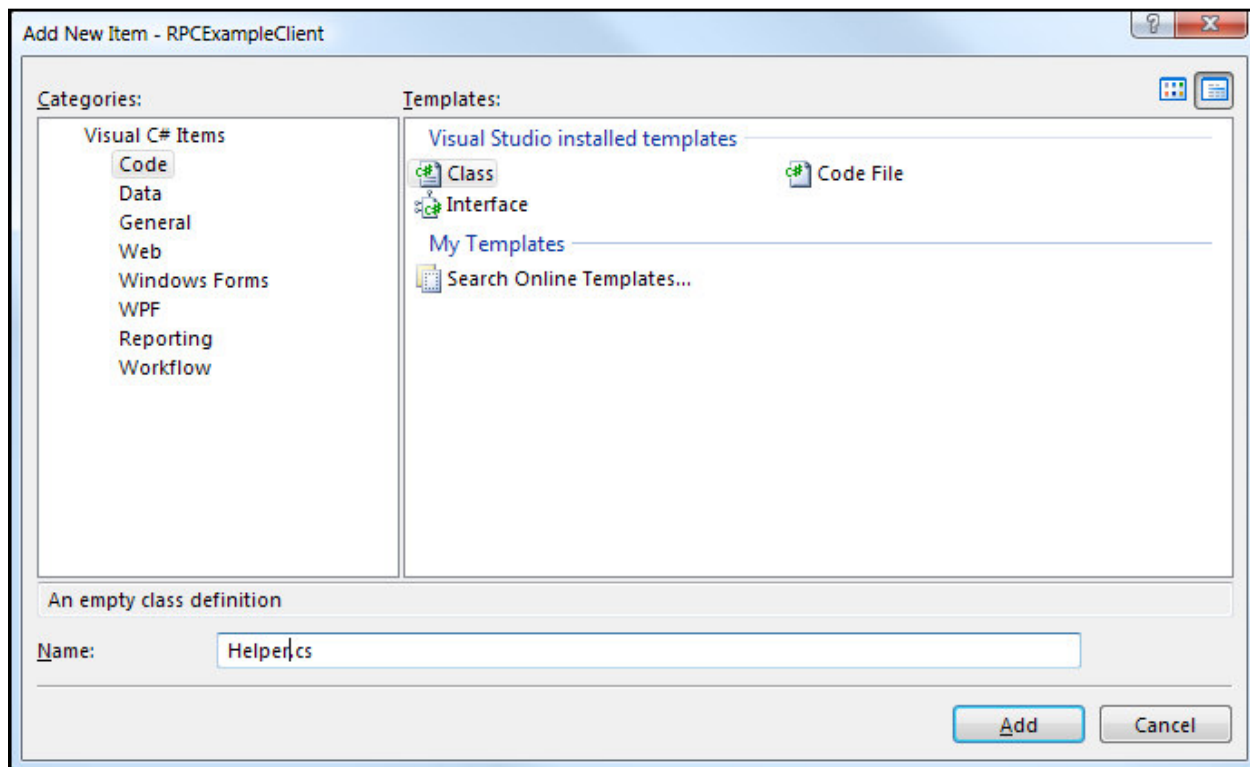 Add New Item - RPCExampleClient
Categories:
Templates:
Visual C# Items
Code
Data
General
Web
Windows Forms
WPF
Reporting
Workflow
Visual Studio installed templates
Class
Code File
Interface
My Templates
Search Online Templates...
An empty class definition
Name:
Helper.cs
Add
Cancel